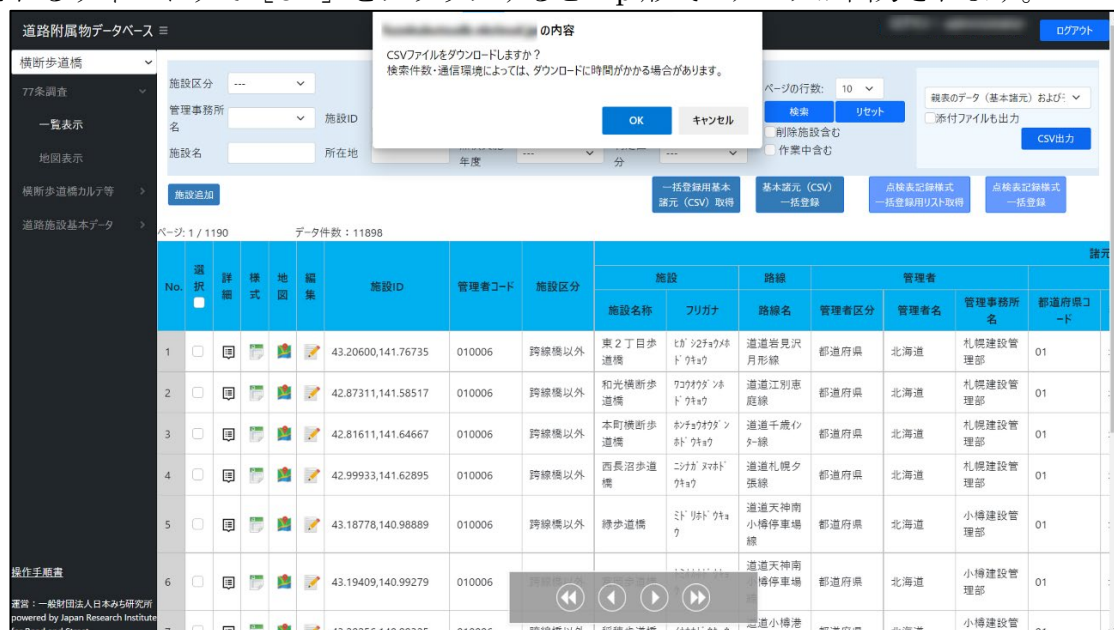 道路附属物データベース
ログアウト
の内容
CSVファイルをダウンロードしますか？
検索件数・通信環境によっては、ダウンロードに時間がかかる場合があります。
OK
キャンセル
横断歩道橋
77条調査
一覧表示
地図表示
横断歩道橋カルテ等
道路施設基本データ
施設区分
---
管理事務所名
施設ID
施設名
所在地
年度
---
分
---
ページの行数: 10
検索
リセット
削除施設含む
作業中含む
親表のデータ（基本諸元）および
添付ファイルも出力
CSV出力
施設追加
一括登録用基本諸元（CSV）取得
基本諸元（CSV）一括登録
点検表記録様式一括登録用リスト取得
点検表記録様式一括登録
ページ: 1 / 1190
データ件数：11898
諸元
施設
路線
管理者
No.
選択
詳細
様式
地図
編集
施設ID
管理者コード
施設区分
施設名称
フリガナ
路線名
管理者区分
管理者名
管理事務所名
都道府県コード
1 43.20600,141.76735 010006 跨線橋以外 東２丁目歩道橋 ﾋｶﾞｼ2ﾁｮｳﾒﾎﾄﾞｳｷｮｳ 道道岩見沢月形線 都道府県 北海道 札幌建設管理部 01
2 42.87311,141.58517 010006 跨線橋以外 和光横断歩道橋 ﾜｺｳｵｳﾀﾞﾝﾎﾄﾞｳｷｮｳ 道道江別恵庭線 都道府県 北海道 札幌建設管理部 01
3 42.81611,141.64667 010006 跨線橋以外 本町横断歩道橋 ﾎﾝﾁｮｳｵｳﾀﾞﾝﾎﾄﾞｳｷｮｳ 道道千歳ｲﾝﾀｰ線 都道府県 北海道 札幌建設管理部 01
4 42.99933,141.62895 010006 跨線橋以外 西長沼歩道橋 ﾆｼﾅｶﾞﾇﾏﾎﾄﾞｳｷｮｳ 道道札幌夕張線 都道府県 北海道 札幌建設管理部 01
5 43.18778,140.98889 010006 跨線橋以外 緑歩道橋 ﾐﾄﾞﾘﾎﾄﾞｳｷｮｳ 道道天神南小樽停車場線 都道府県 北海道 小樽建設管理部 01
6 43.19409,140.99279 010006 道道天神南小樽停車場 都道府県 北海道 小樽建設管理部 01
道道小樽港
小樽建設管
操作手順書
運営：一般財団法人日本みち研究所
powered by Japan Research Institute